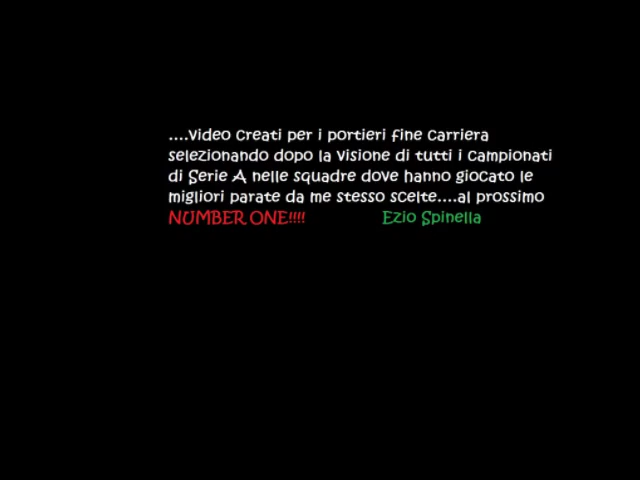 ....Video creati per i portieri fine carriera
selezionando dopo la visione di tutti i campionati
di Serie A nelle squadre dove hanno giocato le
migliori parate da me stesso scelte....al prossimo
NUMBER ONE!!!! Ezio Spinella